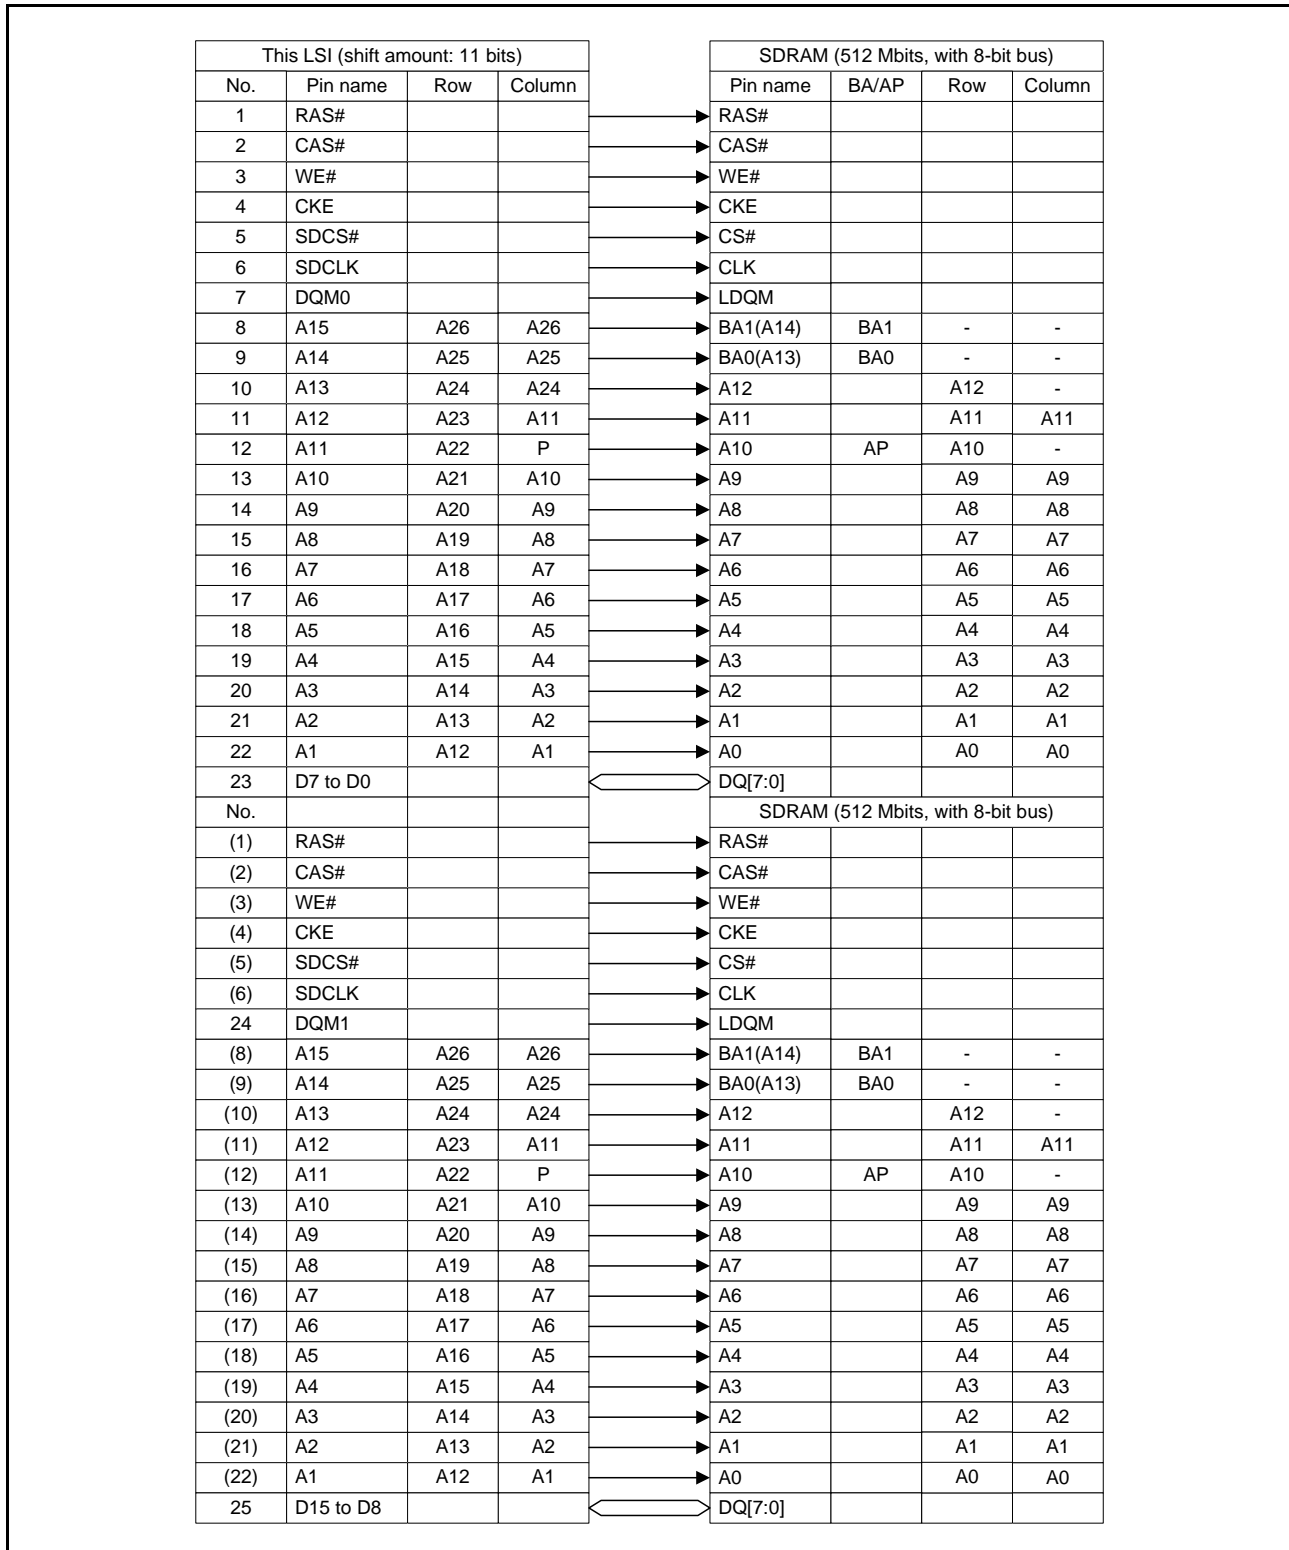 This LSI (shift amount: 11 bits) SDRAM (512 Mbits, with 8-bit bus)
No. Pin name Row Column Pin name BA/AP Row Column
1 RAS# RAS#
2 CAS# CAS#
3 WE# WE#
4 CKE CKE
5 SDCS# CS#
6 SDCLK CLK
7 DQM0 LDQM
8 A15 A26 A26 BA1(A14) BA1 - -
9 A14 A25 A25 BA0(A13) BA0 - -
10 A13 A24 A24 A12 A12 -
11 A12 A23 A11 A11 A11 A11
12 A11 A22 P A10 AP A10 -
13 A10 A21 A10 A9 A9 A9
14 A9 A20 A9 A8 A8 A8
15 A8 A19 A8 A7 A7 A7
16 A7 A18 A7 A6 A6 A6
17 A6 A17 A6 A5 A5 A5
18 A5 A16 A5 A4 A4 A4
19 A4 A15 A4 A3 A3 A3
20 A3 A14 A3 A2 A2 A2
21 A2 A13 A2 A1 A1 A1
22 A1 A12 A1 A0 A0 A0
23 D7 to D0 DQ[7:0]
No. SDRAM (512 Mbits, with 8-bit bus)
(1) RAS# RAS#
(2) CAS# CAS#
(3) WE# WE#
(4) CKE CKE
(5) SDCS# CS#
(6) SDCLK CLK
24 DQM1 LDQM
(8) A15 A26 A26 BA1(A14) BA1 - -
(9) A14 A25 A25 BA0(A13) BA0 - -
(10) A13 A24 A24 A12 A12 -
(11) A12 A23 A11 A11 A11 A11
(12) A11 A22 P A10 AP A10 -
(13) A10 A21 A10 A9 A9 A9
(14) A9 A20 A9 A8 A8 A8
(15) A8 A19 A8 A7 A7 A7
(16) A7 A18 A7 A6 A6 A6
(17) A6 A17 A6 A5 A5 A5
(18) A5 A16 A5 A4 A4 A4
(19) A4 A15 A4 A3 A3 A3
(20) A3 A14 A3 A2 A2 A2
(21) A2 A13 A2 A1 A1 A1
(22) A1 A12 A1 A0 A0 A0
25 D15 to D8 DQ[7:0]